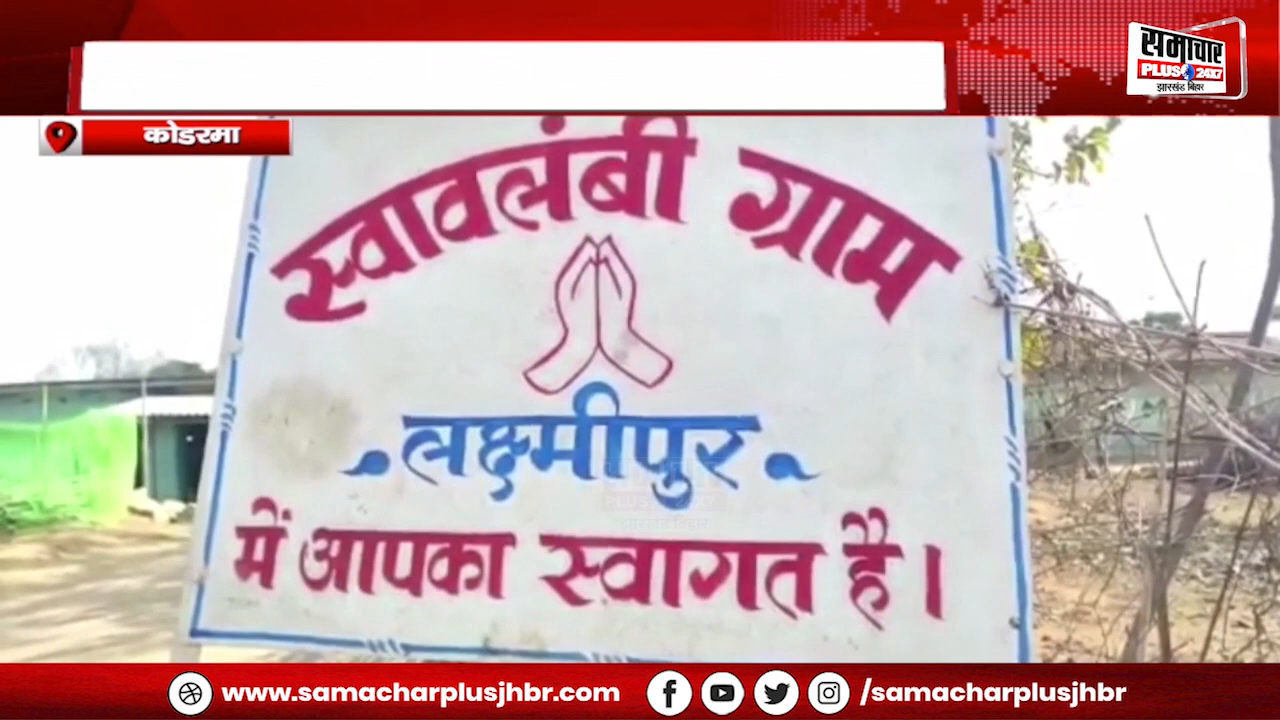 समाचार
PLUS 24X7
झारखंड बिहार
कोडरमा
स्वावलंबी ग्राम
लक्ष्मीपुर
में आपका स्वागत है।
www.samacharplusjhbr.com /samacharplusjhbr